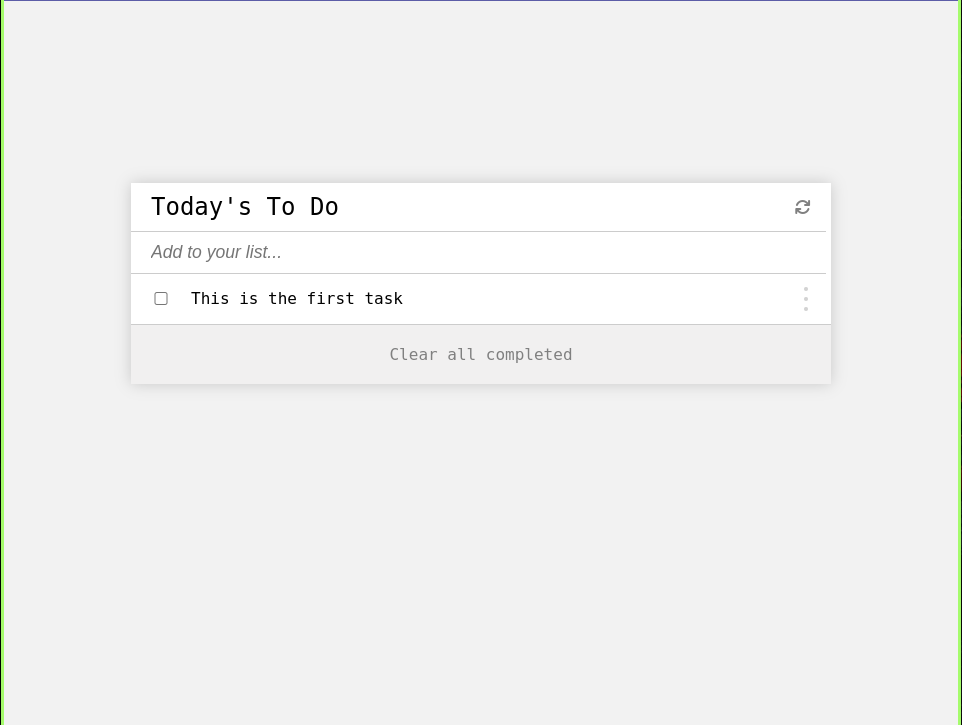 Today's To Do
Add to your list...
This is the first task
Clear all completed